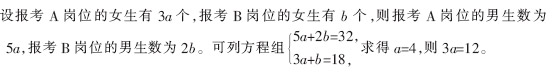 设报考 A 岗位的女生有 3a 个,报考 B 岗位的女生有 b 个,则报考 A 岗位的男生数为
5a,报考 B 岗位的男生数为 2b。可列方程组{5a+2b=32, 3a+b=18, 求得 a=4,则 3a=12。